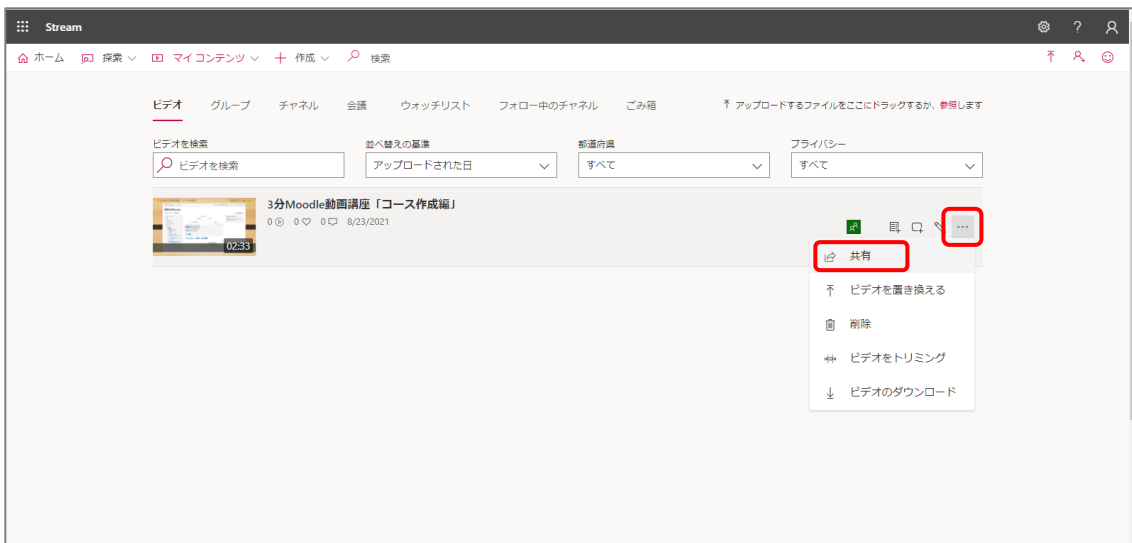 Stream
?
ホーム 探索 マイ コンテンツ 作成 検索
ビデオ グループ チャネル 会議 ウォッチリスト フォロー中のチャネル ごみ箱 アップロードするファイルをここにドラッグするか、参照します
ビデオを検索 並べ替えの基準 都道府県 プライバシー
ビデオを検索 アップロードされた日 すべて すべて
3分Moodle動画講座「コース作成編」
0 0 0 8/23/2021
02:33
...
共有
ビデオを置き換える
削除
ビデオをトリミング
ビデオのダウンロード